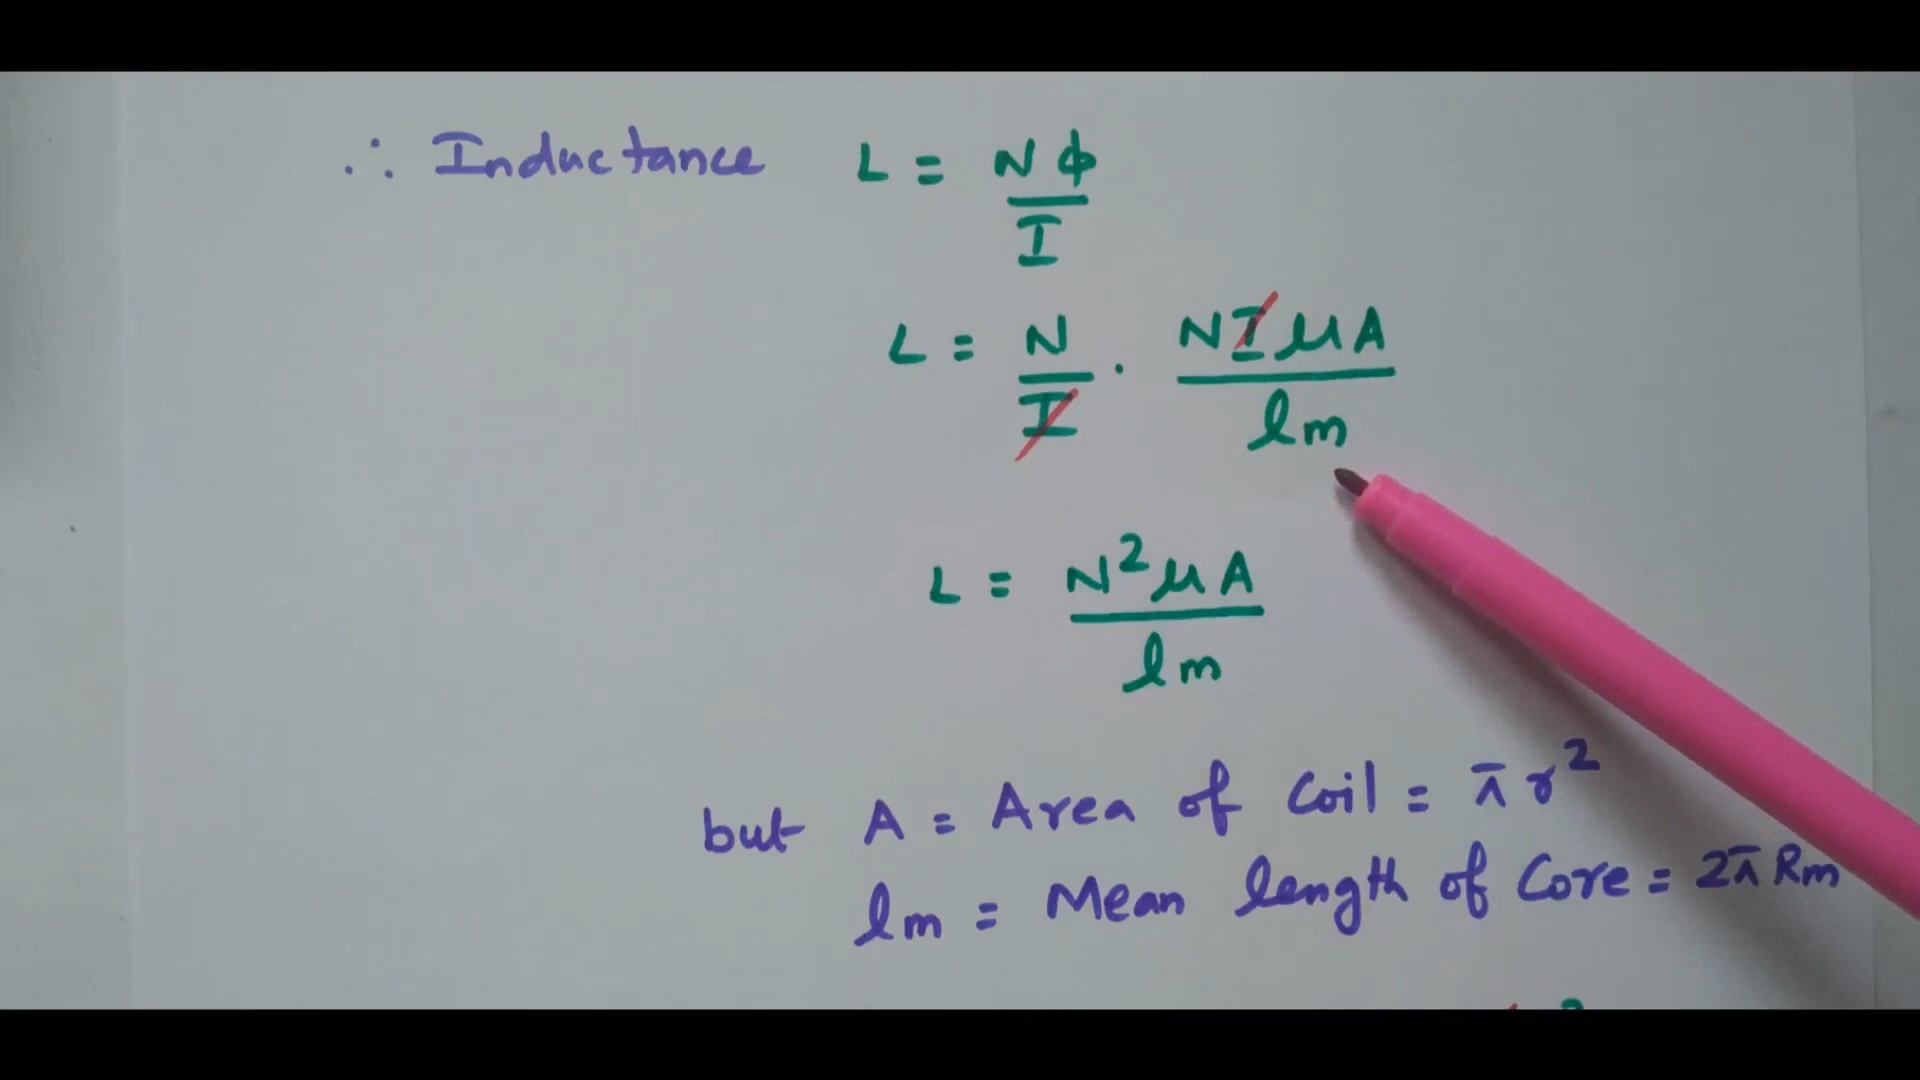 ∴ Inductance L = Nϕ
I
L = N . NIμA
I lm
L = N²μA
lm
but A = Area of Coil = πr²
lm = Mean length of Core = 2πRm